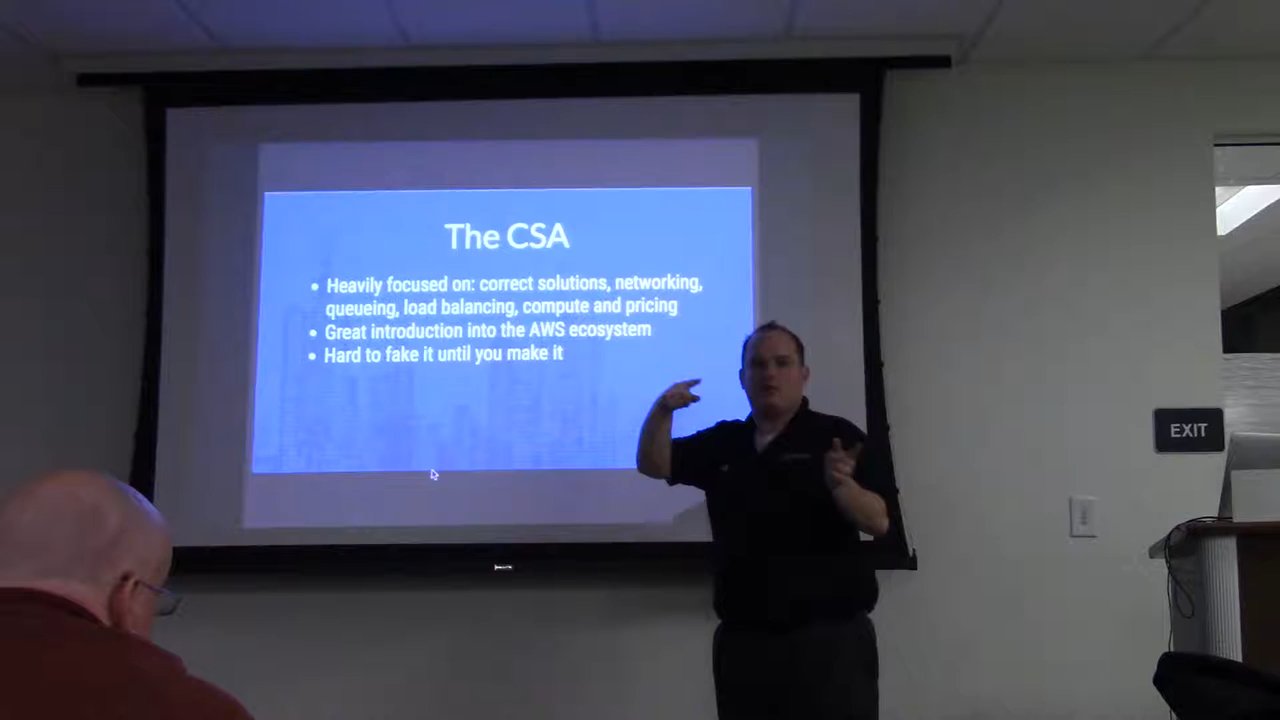 The CSA
• Heavily focused on: correct solutions, networking,
queueing, load balancing, compute and pricing
• Great introduction into the AWS ecosystem
• Hard to fake it until you make it
EXIT